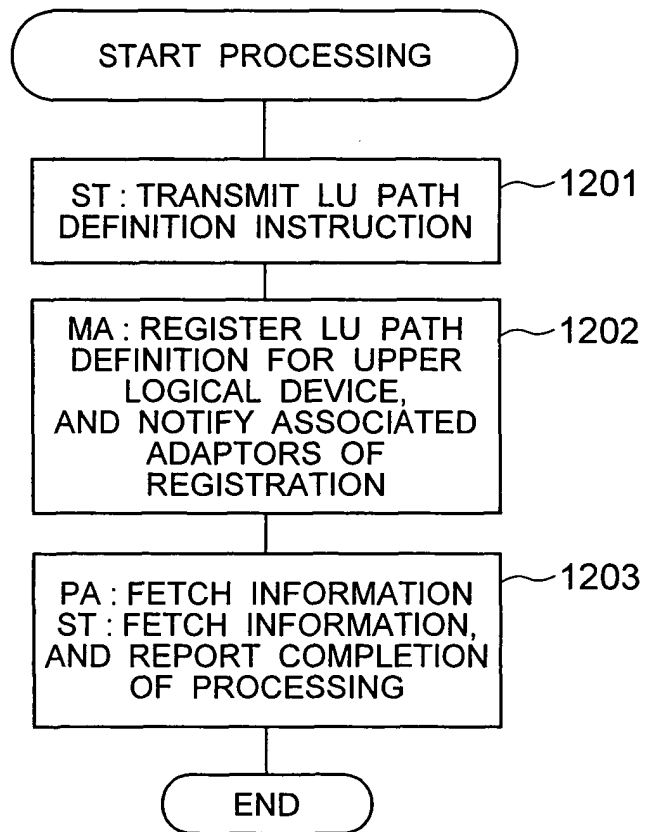 START PROCESSING
ST : TRANSMIT LU PATH
DEFINITION INSTRUCTION
1201
MA : REGISTER LU PATH
DEFINITION FOR UPPER
LOGICAL DEVICE,
AND NOTIFY ASSOCIATED
ADAPTORS OF
REGISTRATION
1202
PA : FETCH INFORMATION
ST : FETCH INFORMATION,
AND REPORT COMPLETION
OF PROCESSING
1203
END